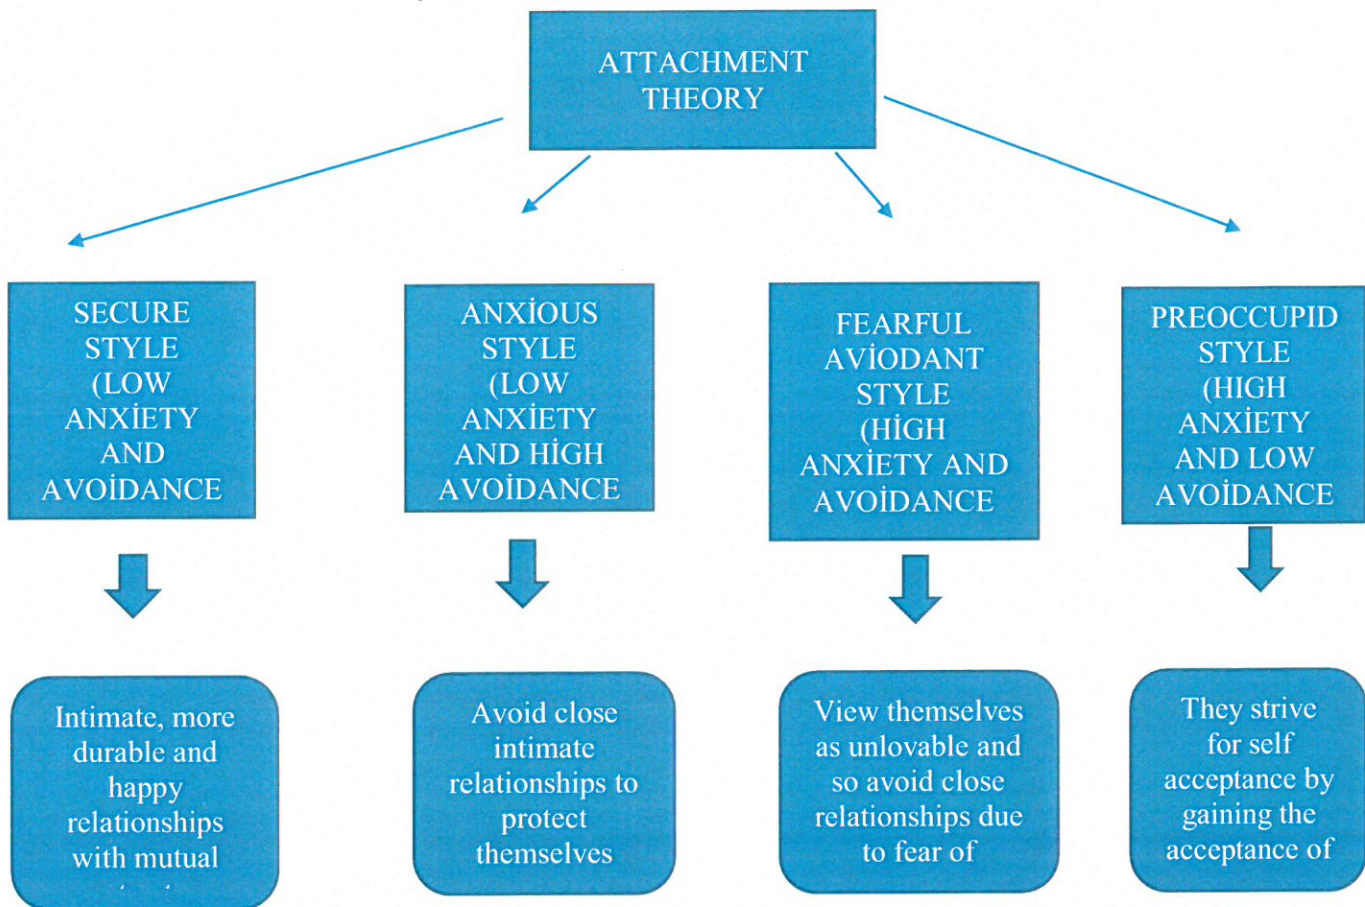 ATTACHMENT
THEORY
SECURE
STYLE
(LOW
ANXİETY
AND
AVOİDANCE
ANXİOUS
STYLE
(LOW
ANXİETY
AND HİGH
AVOİDANCE
FEARFUL
AVİODANT
STYLE
(HİGH
ANXİETY AND
AVOİDANCE
PREOCCUPID
STYLE
(HIGH
ANXİETY
AND LOW
AVOİDANCE
Intimate, more
durable and
happy
relationships
with mutual
Avoid close
intimate
relationships to
protect
themselves
View themselves
as unlovable and
so avoid close
relationships due
to fear of
They strive
for self
acceptance by
gaining the
acceptance of